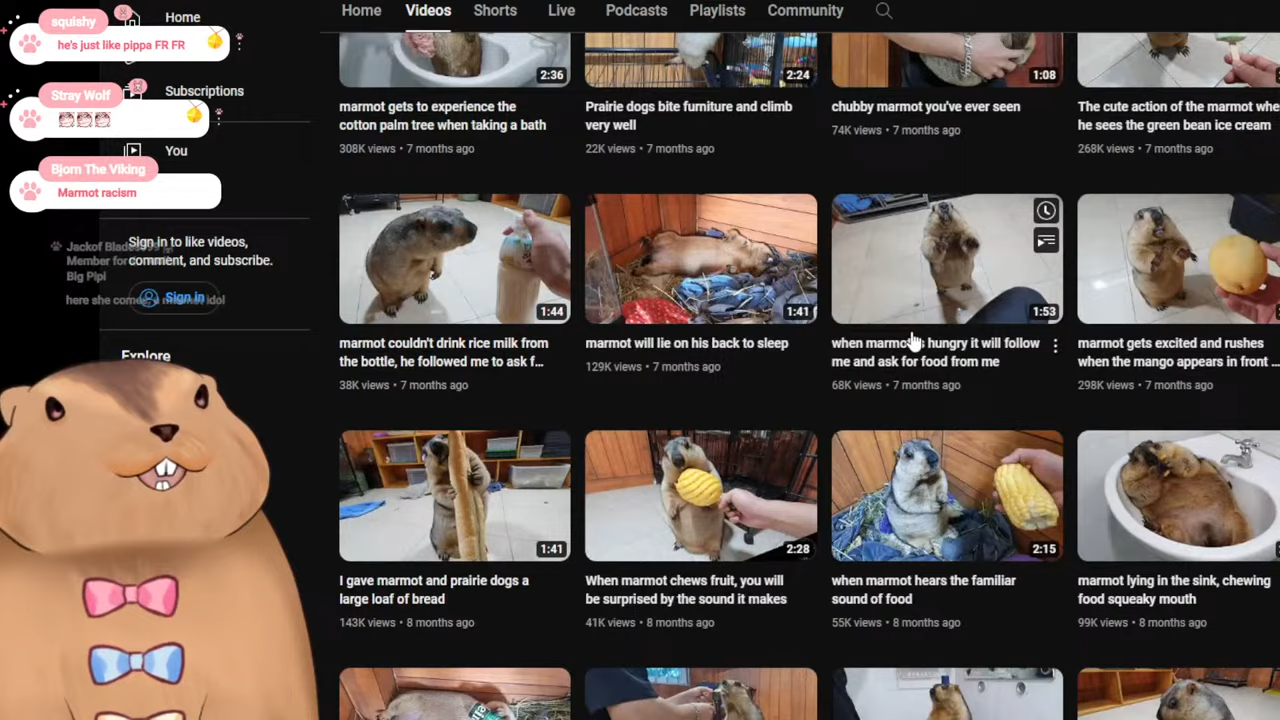 Home
Videos
Shorts
Live
Podcasts
Playlists
Community
squishy
he's just like pippa FR FR
Home
Stray Wolf
Subscriptions
Bjorn The Viking
Marmot racism
You
Member for
Big Pipi
here she comes
idol
Sign in to like videos,
comment, and subscribe.
Sign in
Explore
2:36
marmot gets to experience the
cotton palm tree when taking a bath
308K views • 7 months ago
2:24
Prairie dogs bite furniture and climb
very well
22K views • 7 months ago
1:08
chubby marmot you've ever seen
74K views • 7 months ago
The cute action of the marmot whe
he sees the green bean ice cream
268K views • 7 months ago
1:44
marmot couldn't drink rice milk from
the bottle, he followed me to ask f...
38K views • 7 months ago
1:41
marmot will lie on his back to sleep
129K views • 7 months ago
1:53
when marmot is hungry it will follow
me and ask for food from me
68K views • 7 months ago
marmot gets excited and rushes
when the mango appears in front ...
298K views • 7 months ago
1:41
I gave marmot and prairie dogs a
large loaf of bread
143K views • 8 months ago
2:28
When marmot chews fruit, you will
be surprised by the sound it makes
41K views • 8 months ago
2:15
when marmot hears the familiar
sound of food
55K views • 8 months ago
marmot lying in the sink, chewing
food squeaky mouth
99K views • 8 months ago